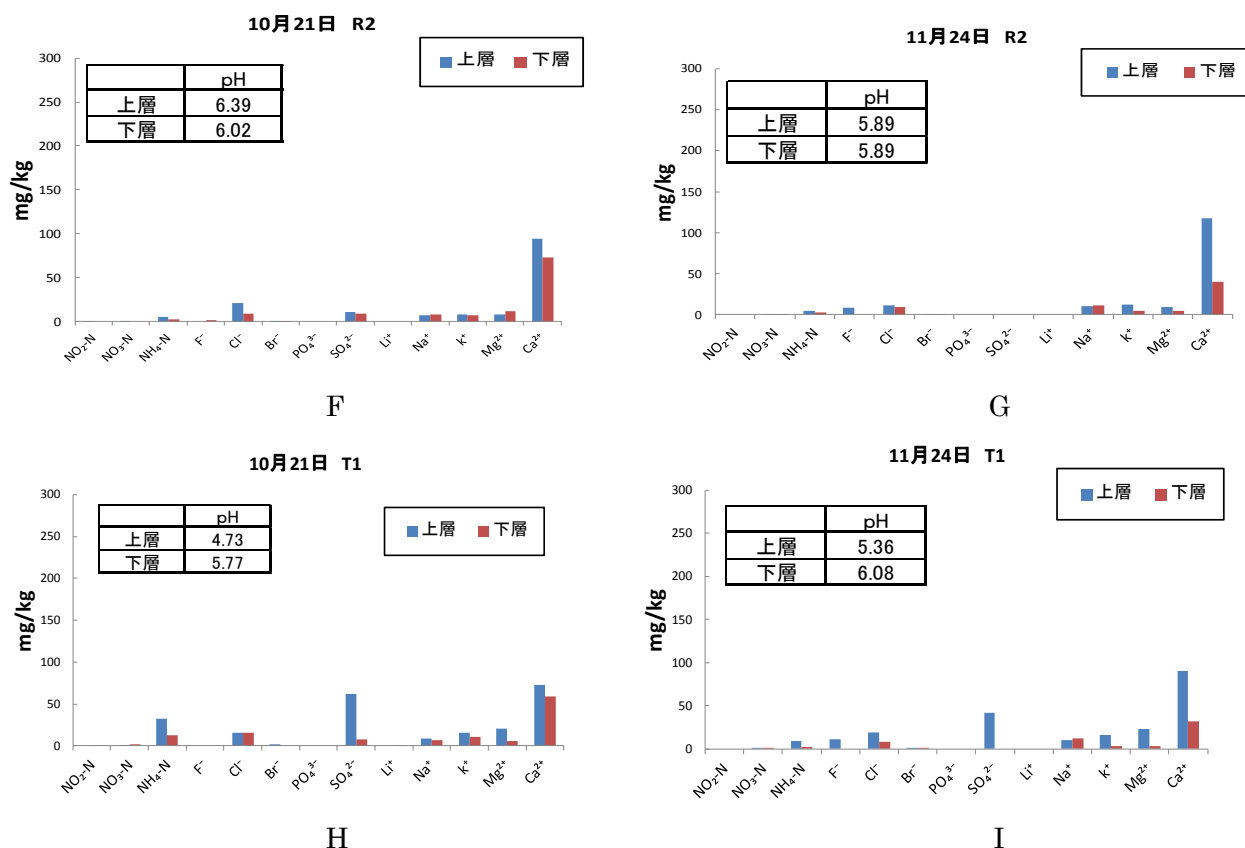 10月21日 R2
上層 下層
pH
上層 6.39
下層 6.02
300
250
200
150
100
50
0
mg/kg
NO₂-N NO₃-N NH₄-N F⁻ Cl⁻ Br⁻ PO₄³⁻ SO₄²⁻ Li⁺ Na⁺ k⁺ Mg²⁺ Ca²⁺
F
11月24日 R2
上層 下層
pH
上層 5.89
下層 5.89
300
250
200
150
100
50
0
mg/kg
NO₂-N NO₃-N NH₄-N F⁻ Cl⁻ Br⁻ PO₄³⁻ SO₄²⁻ Li⁺ Na⁺ k⁺ Mg²⁺ Ca²⁺
G
10月21日 T1
上層 下層
pH
上層 4.73
下層 5.77
300
250
200
150
100
50
0
mg/kg
NO₂-N NO₃-N NH₄-N F⁻ Cl⁻ Br⁻ PO₄³⁻ SO₄²⁻ Li⁺ Na⁺ k⁺ Mg²⁺ Ca²⁺
H
11月24日 T1
上層 下層
pH
上層 5.36
下層 6.08
300
250
200
150
100
50
0
mg/kg
NO₂-N NO₃-N NH₄-N F⁻ Cl⁻ Br⁻ PO₄³⁻ SO₄²⁻ Li⁺ Na⁺ k⁺ Mg²⁺ Ca²⁺
I